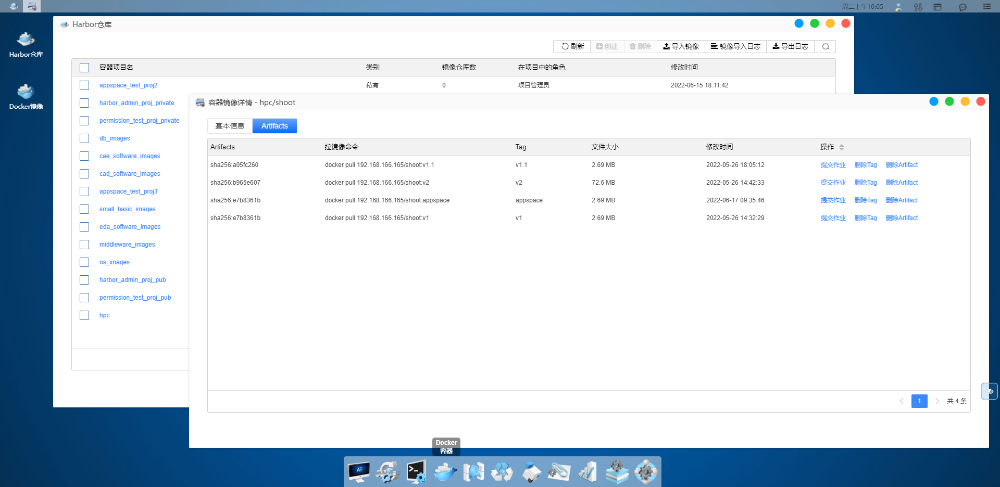 周二上午10:05
Harbor仓库
Docker镜像
Harbor仓库
刷新 创建 删除 导入镜像 镜像导入日志 导出日志
容器项目名 类别 镜像仓库数 在项目中的角色 修改时间
appspace_test_proj2 私有 0 项目管理员 2022-06-15 18:11:42
harbor_admin_proj_private
permission_test_proj_private
db_images
cae_software_images
cad_software_images
appspace_test_proj3
small_basic_images
eda_software_images
middleware_images
os_images
harbor_admin_proj_pub
permission_test_proj_pub
hpc
容器镜像详情 - hpc/shoot
基本信息 Artifacts
Artifacts 拉镜像命令 Tag 文件大小 修改时间 操作
sha256:a05fc260 docker pull 192.168.166.165/shoot:v1.1 v1.1 2.69 MB 2022-05-26 18:05:12 提交作业 删除Tag 删除Artifact
sha256:b965e607 docker pull 192.168.166.165/shoot:v2 v2 72.6 MB 2022-05-26 14:42:33 提交作业 删除Tag 删除Artifact
sha256:e7b8361b docker pull 192.168.166.165/shoot:appspace appspace 2.69 MB 2022-06-17 09:35:46 提交作业 删除Tag 删除Artifact
sha256:e7b8361b docker pull 192.168.166.165/shoot:v1 v1 2.69 MB 2022-05-26 14:32:29 提交作业 删除Tag 删除Artifact
1 共 4 条
Docker
容器
Ai